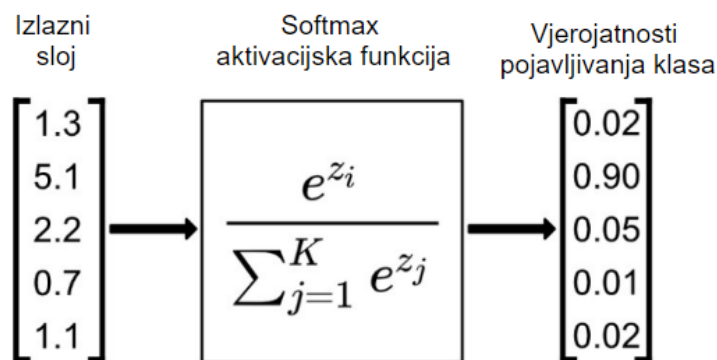 Izlazni
sloj
Softmax
aktivacijska funkcija
Vjerojatnosti
pojavljivanja klasa
1.3
5.1
2.2
0.7
1.1
e^{z_i}
∑_{j=1}^{K} e^{z_j}
0.02
0.90
0.05
0.01
0.02